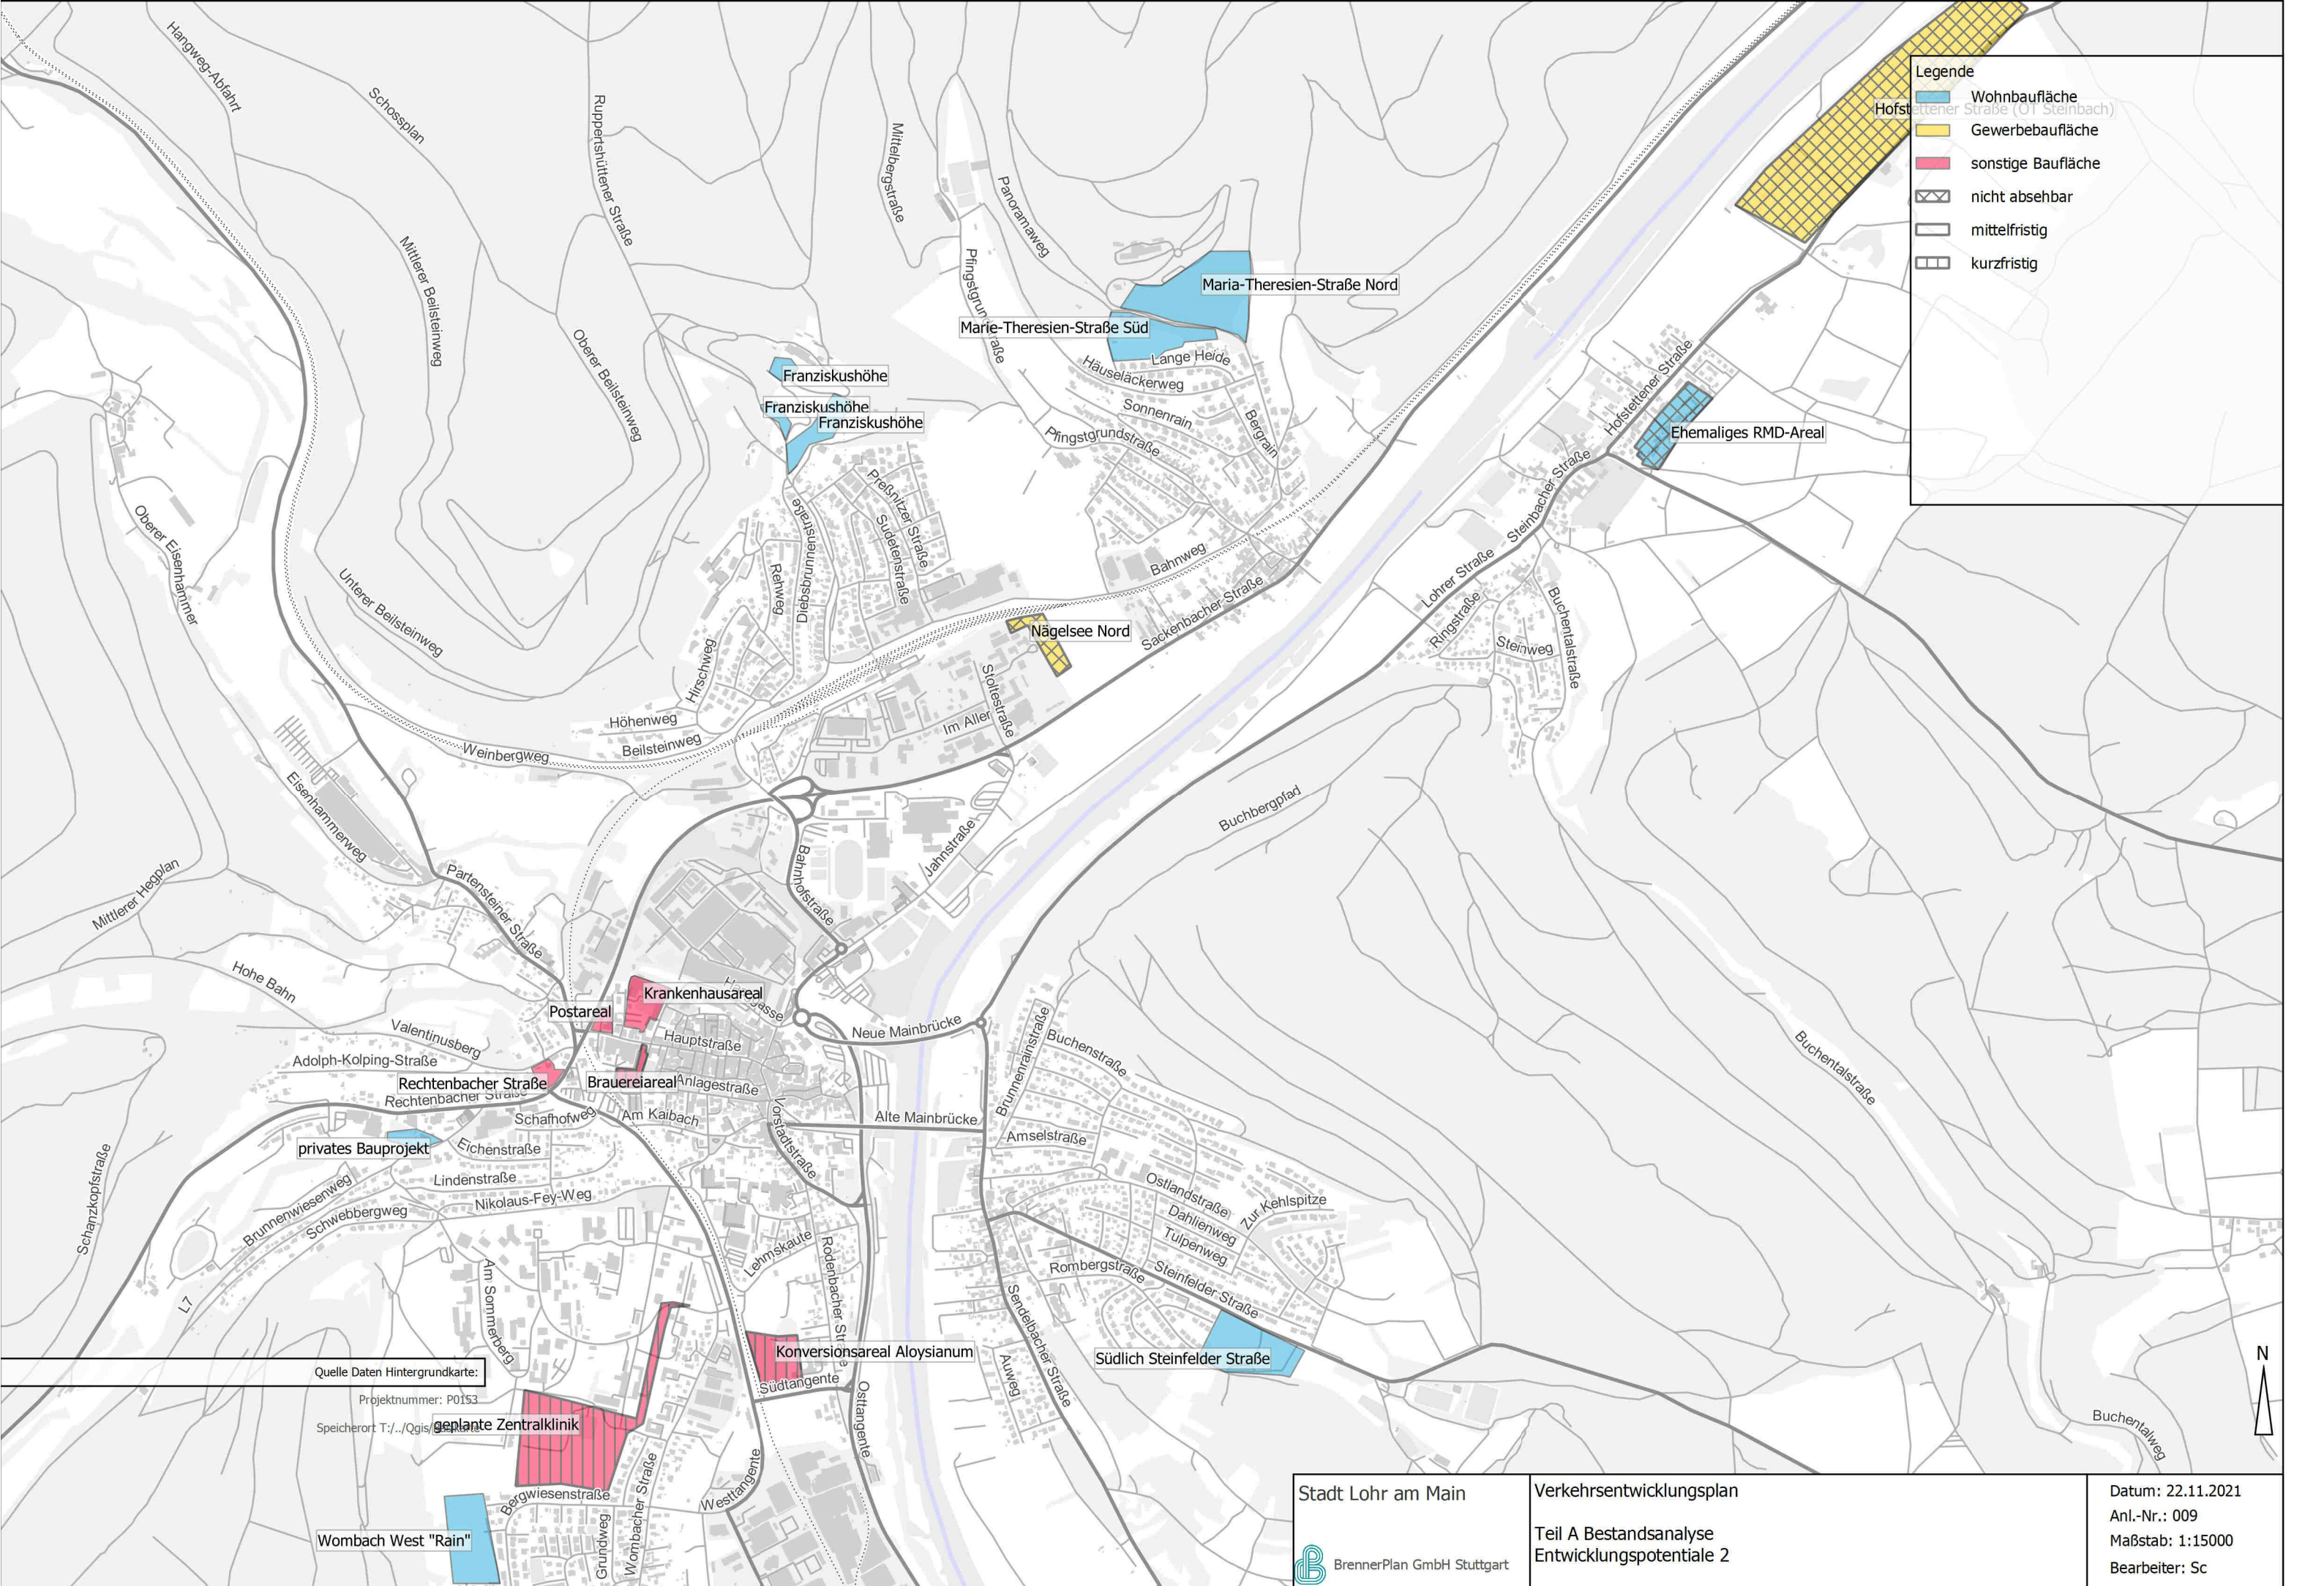 Hangweg-Abfahrt
Schossplan
Ruppertshüttener Straße
Mittelbergstraße
Panoramaweg
Pfingstgrundstraße
Mittlerer Beilsteinweg
Oberer Beilsteinweg
Maria-Theresien-Straße Nord
Marie-Theresien-Straße Süd
Lange Heide
Häuseläckerweg
Sonnenrain
Bergrain
Pfingstgrundstraße
Franziskushöhe
Franziskushöhe
Franziskushöhe
Legende
Wohnbaufläche
Hofstettener Straße (OT Steinbach)
Gewerbebaufläche
sonstige Baufläche
nicht absehbar
mittelfristig
kurzfristig
Hofstettener Straße
Ehemaliges RMD-Areal
Steinbacher Straße
Lohrer Straße
Ringstraße
Steinweg
Buchentalstraße
Oberer Eisenhammer
Unterer Beilsteinweg
Preßnitzer Straße
Sudetenstraße
Diebsbrunnenstraße
Rehweg
Hirschweg
Bahnweg
Sackenbacher Straße
Nägelsee Nord
Stoltestraße
Im Aller
Höhenweg
Beilsteinweg
Weinbergweg
Eisenhammerweg
Buchbergpfad
Jahnstraße
Bahnhofstraße
Mittlerer Hegplan
Partensteiner Straße
Hohe Bahn
Krankenhausareal
Postareal
Hauptstraße
Neue Mainbrücke
Valentinusberg
Adolph-Kolping-Straße
Rechtenbacher Straße
Rechtenbacher Straße
Brauereiareal
Anlagestraße
Brunnenrainstraße
Buchenstraße
Buchentalstraße
Schafhofweg
Am Kaibach
Vorstadtstraße
Alte Mainbrücke
privates Bauprojekt
Eichenstraße
Amselstraße
Lindenstraße
Schanzkopfstraße
Nikolaus-Fey-Weg
Brunnenwiesenweg
Schwebbergweg
Ostlandstraße
Zur Kehlspitze
Dahlienweg
Tulpenweg
Lehmskaute
Rombergstraße
Steinfelder Straße
L7
Am Sommerberg
Sendelbacher Straße
Konversionsareal Aloysianum
Südlich Steinfelder Straße
Auweg
Südtangente
Osttangente
Quelle Daten Hintergrundkarte:
Projektnummer: P0153
Speicherort T:/../Qgis/
geplante Zentralklinik
Buchentalweg
N
Bergwiesenstraße
Westtangente
Wombacher Straße
Grundweg
Wombach West "Rain"
Stadt Lohr am Main
BrennerPlan GmbH Stuttgart
Verkehrsentwicklungsplan
Teil A Bestandsanalyse
Entwicklungspotentiale 2
Datum: 22.11.2021
Anl.-Nr.: 009
Maßstab: 1:15000
Bearbeiter: Sc